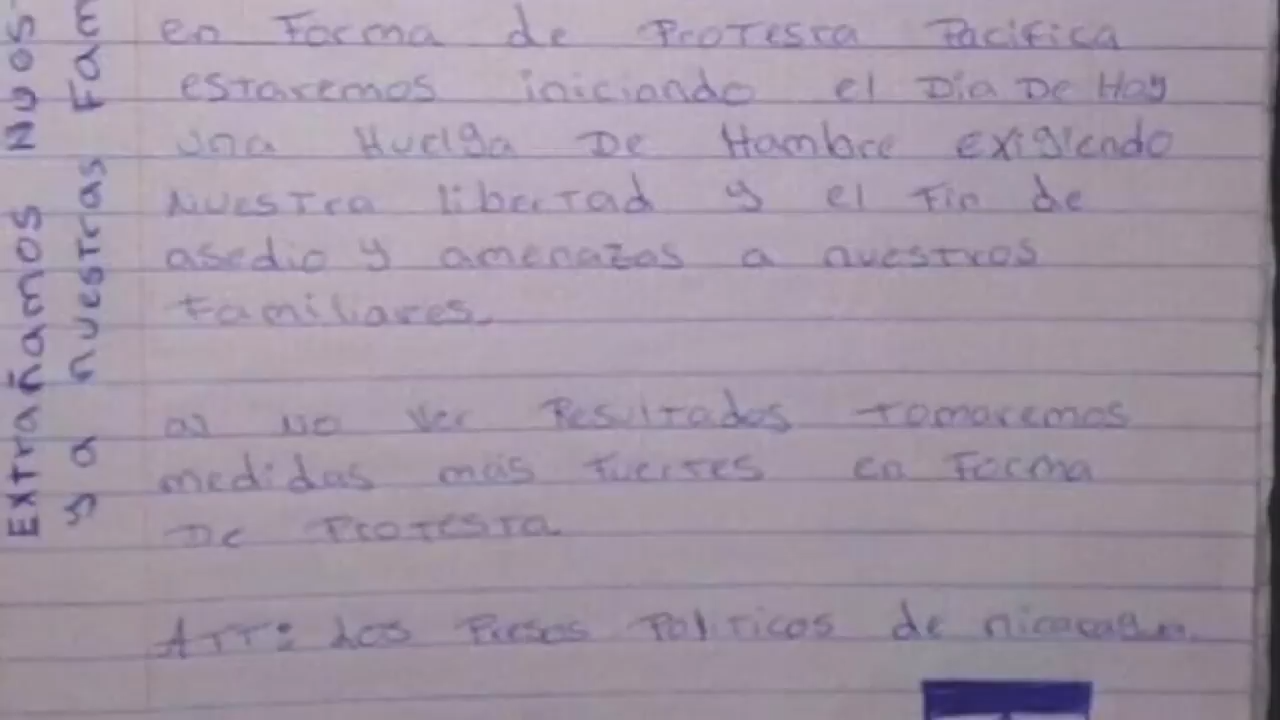 en Forma de Protesta Pacifica
estaremos iniciando el Dia De Hoy
una Huelga De Hambre exigiendo
Nuestra libertad y el Fin de
asedio y amenazas a nuestros
Familiares.
al No Ver Resultados tomaremos
medidas más Fuertes en Forma
De Protesta
Att: Los Presos Politicos de nicaragua.
Extrañamos Nuos
s a nuestras Fam